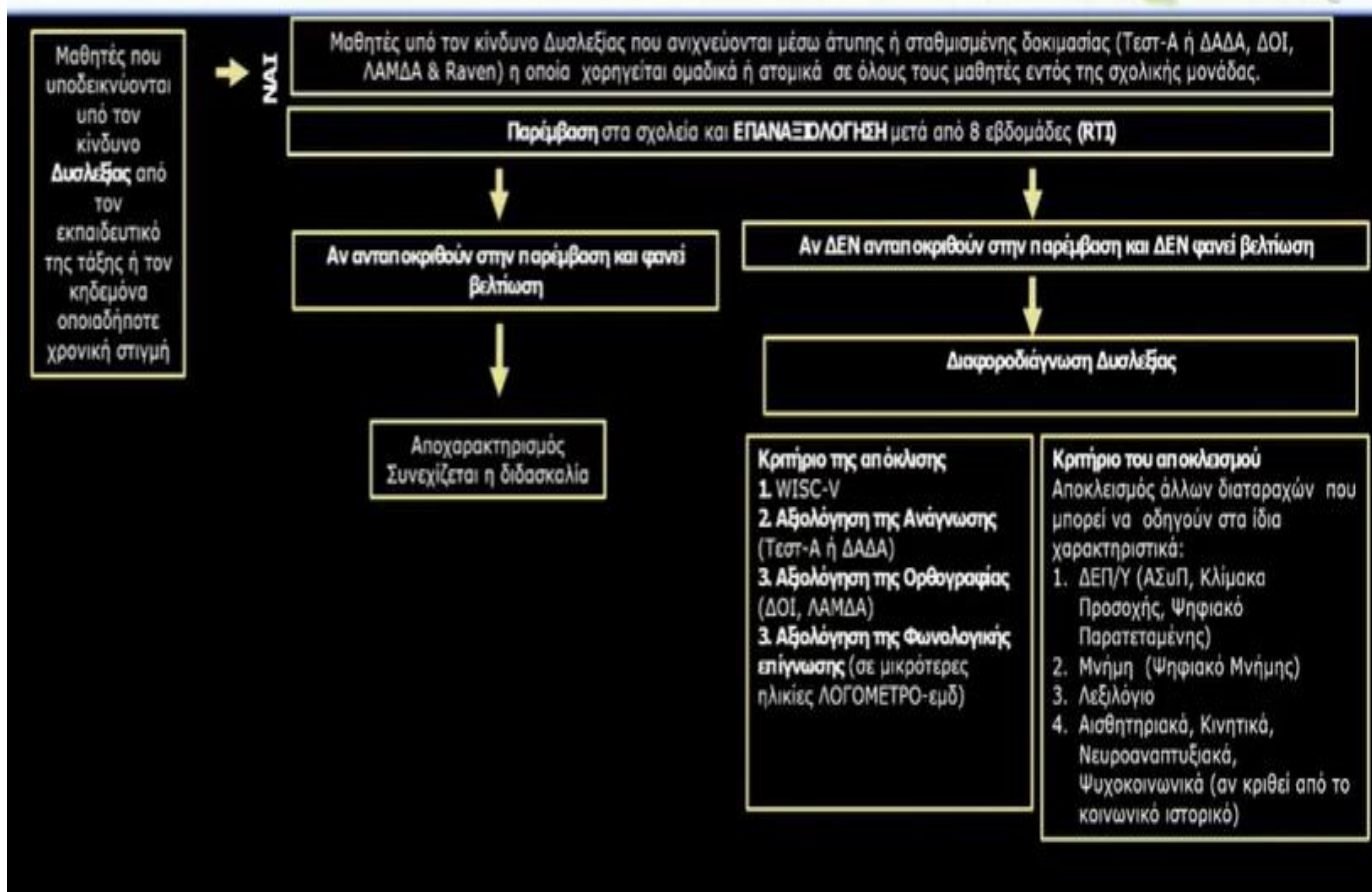 Μαθητές που
υποδεικνύονται
υπό τον
κίνδυνο
Δυσλεξίας από
τον
εκπαιδευτικό
της τάξης ή τον
κηδεμόνα
οποιαδήποτε
χρονική στιγμή
ΝΑΙ
Μαθητές υπό τον κίνδυνο Δυσλεξίας που ανιχνεύονται μέσω άτυπης ή σταθμισμένης δοκιμασίας (Τεστ-Α ή ΔΑΔΑ, ΔΟΙ,
ΛΑΜΔΑ & Raven) η οποία χορηγείται ομαδικά ή ατομικά σε όλους τους μαθητές εντός της σχολικής μονάδας.
Παρέμβαση στα σχολεία και ΕΠΑΝΑΞΙΟΛΟΓΗΣΗ μετά από 8 εβδομάδες (RTI)
Αν ανταποκριθούν στην παρέμβαση και φανεί
βελτίωση
Αποχαρακτηρισμός
Συνεχίζεται η διδασκαλία
Αν ΔΕΝ ανταποκριθούν στην παρέμβαση και ΔΕΝ φανεί βελτίωση
Διαφοροδιάγνωση Δυσλεξίας
Κριτήριο της απόκλισης
1. WISC-V
2. Αξιολόγηση της Ανάγνωσης
(Τεστ-Α ή ΔΑΔΑ)
3. Αξιολόγηση της Ορθογραφίας
(ΔΟΙ, ΛΑΜΔΑ)
3. Αξιολόγηση της Φωνολογικής
επίγνωσης (σε μικρότερες
ηλικίες ΛΟΓΟΜΕΤΡΟ-εμδ)
Κριτήριο του αποκλεισμού
Αποκλεισμός άλλων διαταραχών που
μπορεί να οδηγούν στα ίδια
χαρακτηριστικά:
1. ΔΕΠ/Υ (ΑΣυΠ, Κλίμακα
Προσοχής, Ψηφιακό
Παρατεταμένης)
2. Μνήμη (Ψηφιακό Μνήμης)
3. Λεξιλόγιο
4. Αισθητηριακά, Κινητικά,
Νευροαναπτυξιακά,
Ψυχοκοινωνικά (αν κριθεί από το
κοινωνικό ιστορικό)